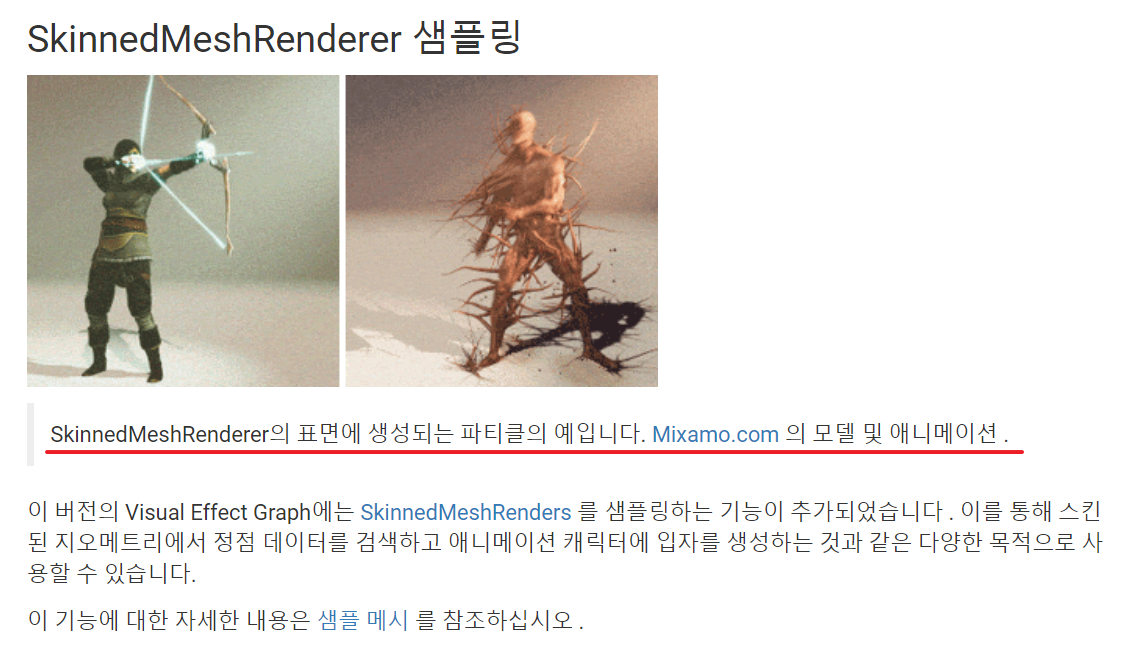 SkinnedMeshRenderer 샘플링
SkinnedMeshRenderer의 표면에 생성되는 파티클의 예입니다. Mixamo.com 의 모델 및 애니메이션 .
이 버전의 Visual Effect Graph에는 SkinnedMeshRenders 를 샘플링하는 기능이 추가되었습니다 . 이를 통해 스킨
된 지오메트리에서 정점 데이터를 검색하고 애니메이션 캐릭터에 입자를 생성하는 것과 같은 다양한 목적으로 사
용할 수 있습니다.
이 기능에 대한 자세한 내용은 샘플 메시 를 참조하십시오 .